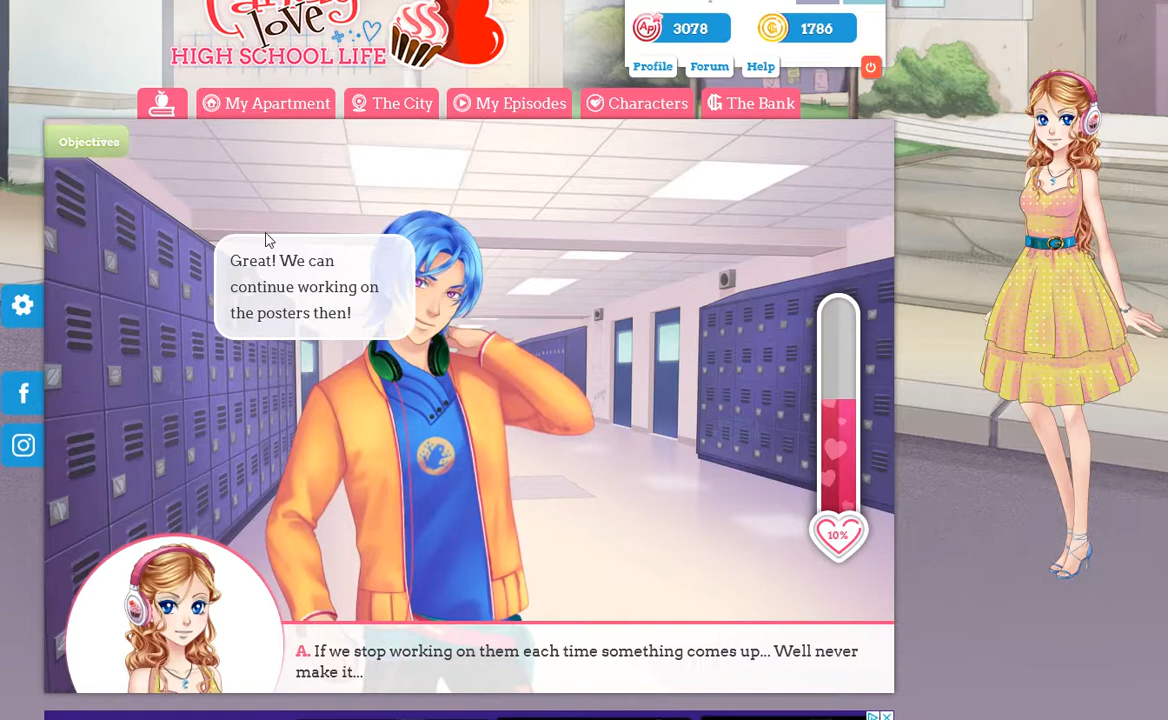 love
HIGH SCHOOL LIFE
3078
1786
Profile
Forum
Help
My Apartment
The City
My Episodes
Characters
The Bank
Objectives
Great! We can
continue working on
the posters then!
10%
A. If we stop working on them each time something comes up... Well never
make it...